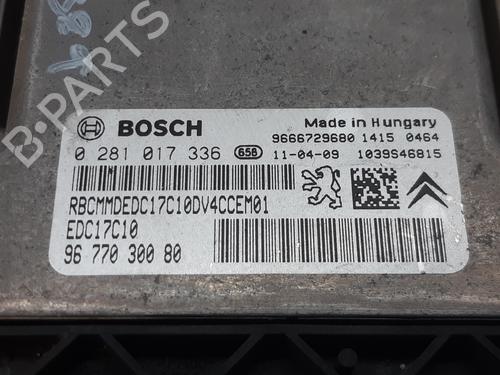 BOSCH
Made in Hungary
9666729680 1415 0464
0 281 017 336 658 11-04-09 1039S46815
RBCMMDEDC17C10DV4CCEM01
EDC17C10
96 770 300 80
B-PARTS